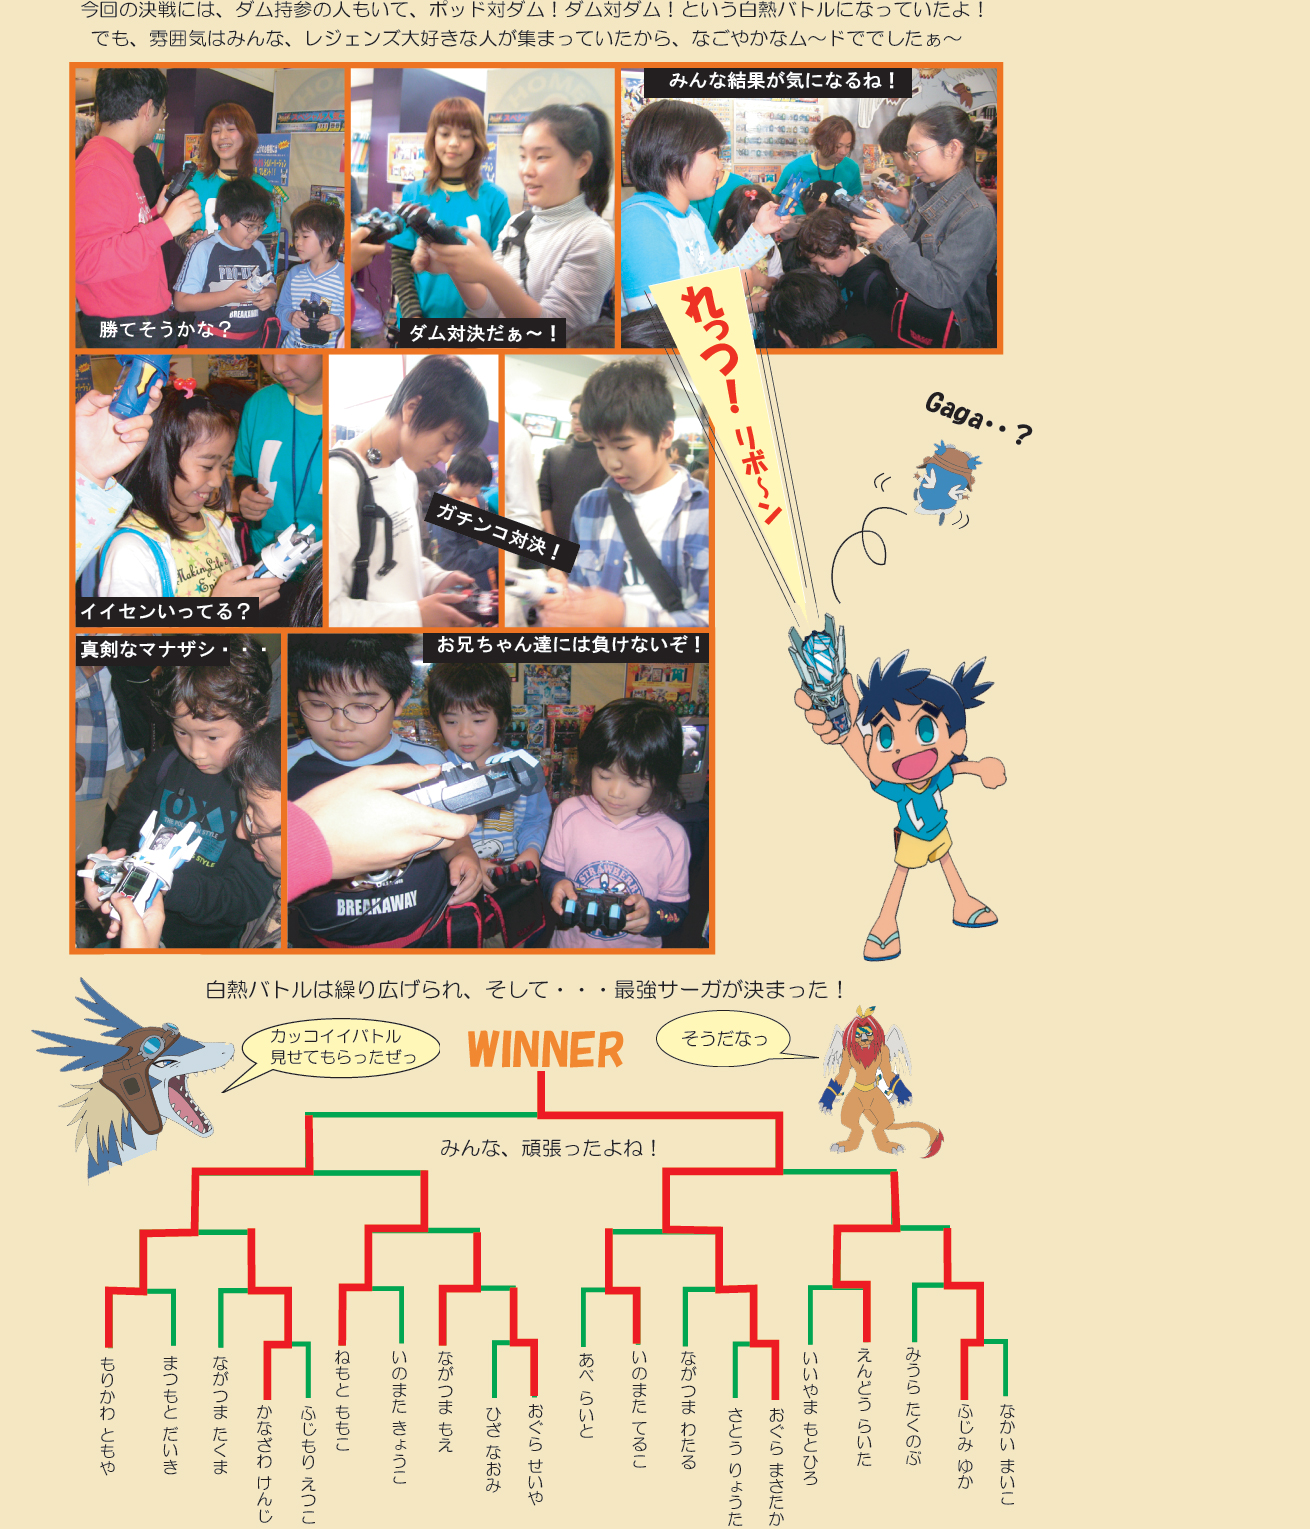 今回の決戦には、ダム持参の人もいて、ポッド対ダム！ダム対ダム！という白熱バトルになっていたよ！
でも、雰囲気はみんな、レジェンズ大好きな人が集まっていたから、なごやかなム〜ドででしたぁ〜
勝てそうかな？
ダム対決だぁ〜！
みんな結果が気になるね！
れっつ！
リボ〜ン
Gaga・・？
イイセンいってる？
ガチンコ対決！
真剣なマナザシ・・・
お兄ちゃん達には負けないぞ！
BREAKAWAY
白熱バトルは繰り広げられ、そして・・・最強サーガが決まった！
カッコイイバトル
見せてもらったぜっ
WINNER
そうだなっ
みんな、頑張ったよね！
もりかわ ともや
まつもと だいき
ながつま たくま
かなざわ けんじ
ふじもり えつこ
ねもと ももこ
いのまた きょうこ
ながつま もえ
ひざ なおみ
おぐら せいや
あべ らいと
いのまた てるこ
ながつま わたる
さとう りょうた
おぐら まさたか
いいやま もとひろ
えんどう らいた
みうら たくのぶ
ふじみ ゆか
なかい まいこ